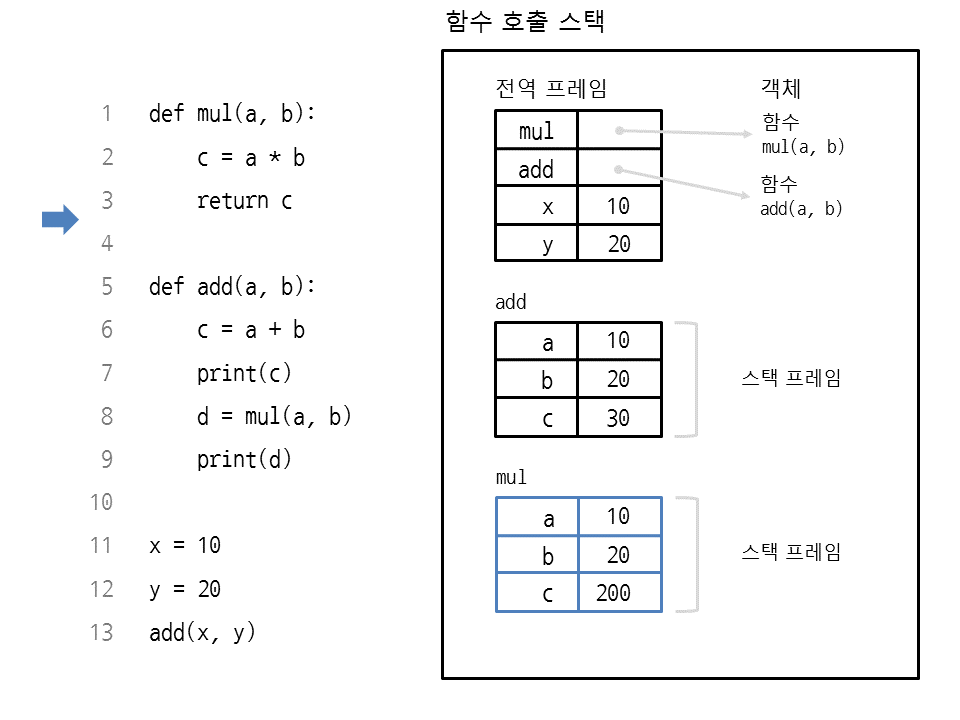 함수 호출 스택
1 def mul(a, b):
2     c = a * b
3     return c
4
5 def add(a, b):
6     c = a + b
7     print(c)
8     d = mul(a, b)
9     print(d)
10
11 x = 10
12 y = 20
13 add(x, y)
전역 프레임
객체
mul
함수
mul(a, b)
add
함수
add(a, b)
x 10
y 20
add
a 10
b 20
c 30
스택 프레임
mul
a 10
b 20
c 200
스택 프레임